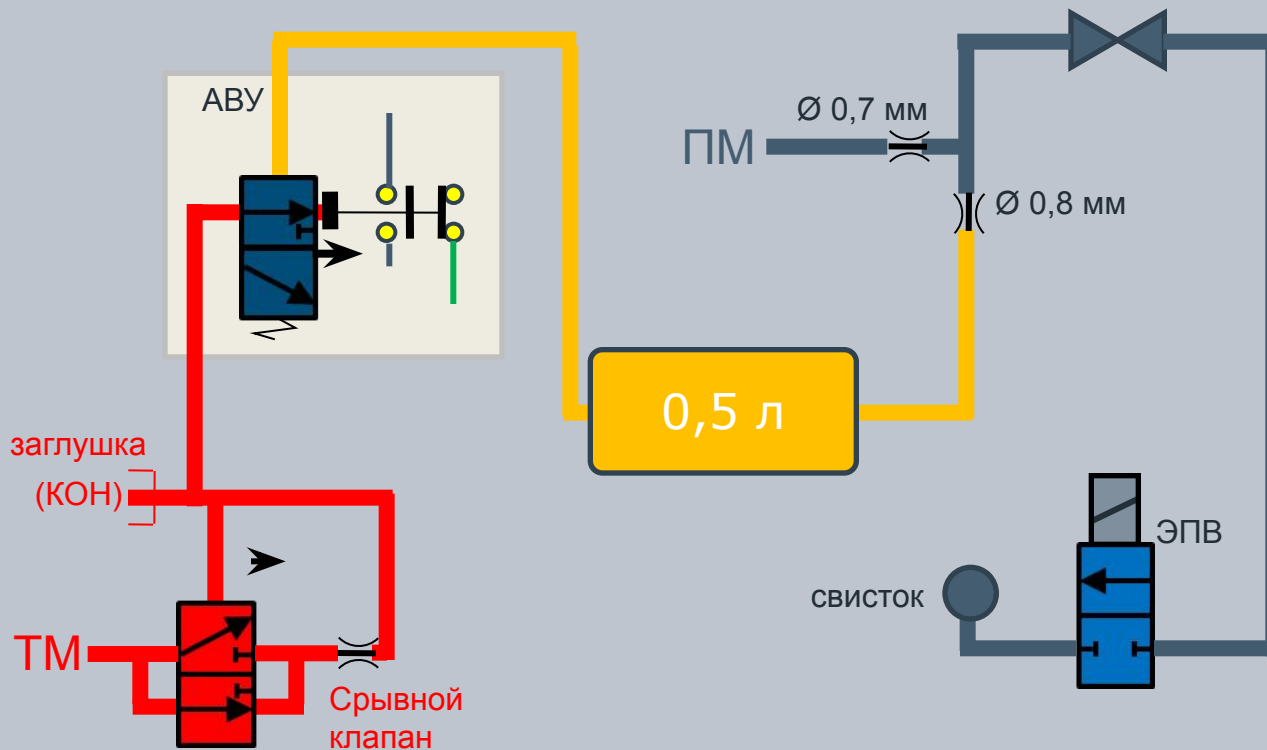 АВУ
Ø 0,7 мм
ПМ
Ø 0,8 мм
0,5 л
заглушка
(КОН)
ЭПВ
свисток
ТМ
Срывной
клапан